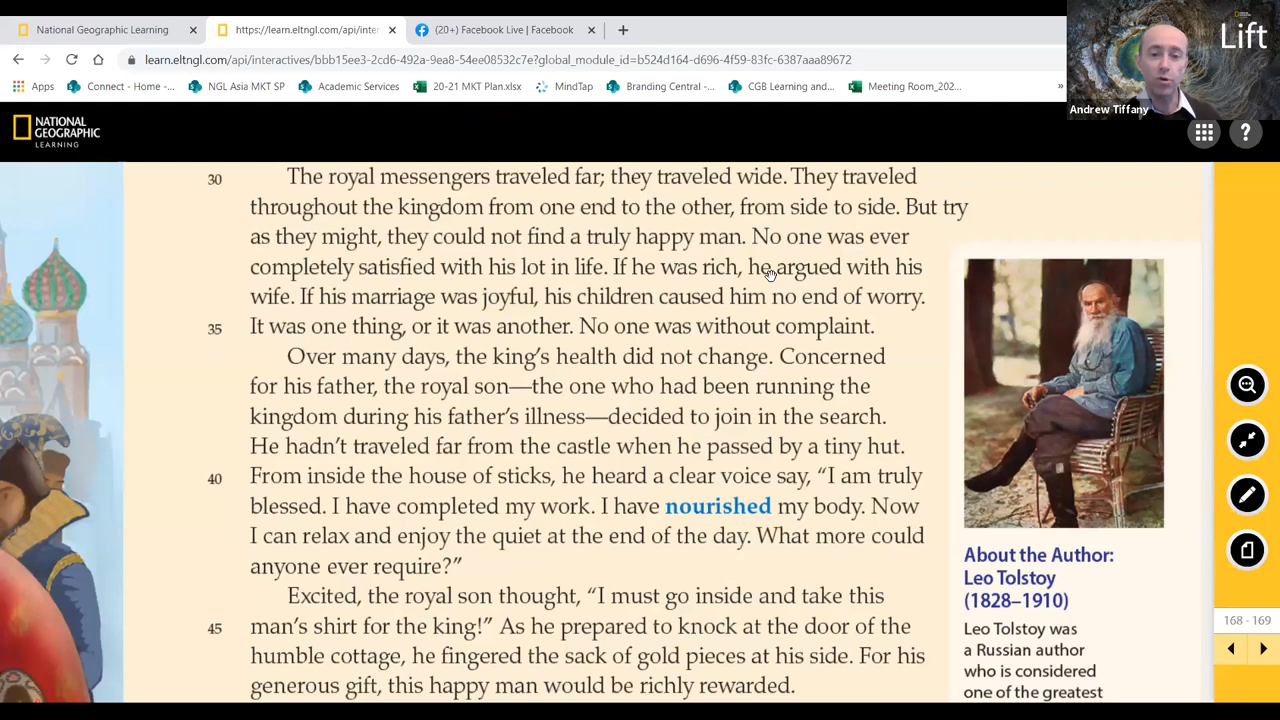 National Geographic Learning
https://learn.eltngl.com/api/inter
(20+) Facebook Live | Facebook
learn.eltngl.com/api/interactives/bbb15ee3-2cd6-492a-9ea8-54ee08532c7e?global_module_id=b524d164-d696-4f59-83fc-6387aaa89672
Apps
Connect - Home -...
NGL Asia MKT SP
Academic Services
20-21 MKT Plan.xlsx
MindTap
Branding Central -...
CGB Learning and...
Meeting Room_202...
»
Lift
Andrew Tiffany
NATIONAL
GEOGRAPHIC
LEARNING
?
30 The royal messengers traveled far; they traveled wide. They traveled
throughout the kingdom from one end to the other, from side to side. But try
as they might, they could not find a truly happy man. No one was ever
completely satisfied with his lot in life. If he was rich, he argued with his
wife. If his marriage was joyful, his children caused him no end of worry.
35 It was one thing, or it was another. No one was without complaint.
Over many days, the king’s health did not change. Concerned
for his father, the royal son—the one who had been running the
kingdom during his father’s illness—decided to join in the search.
He hadn’t traveled far from the castle when he passed by a tiny hut.
40 From inside the house of sticks, he heard a clear voice say, “I am truly
blessed. I have completed my work. I have nourished my body. Now
I can relax and enjoy the quiet at the end of the day. What more could
anyone ever require?”
Excited, the royal son thought, “I must go inside and take this
45 man’s shirt for the king!” As he prepared to knock at the door of the
humble cottage, he fingered the sack of gold pieces at his side. For his
generous gift, this happy man would be richly rewarded.
About the Author:
Leo Tolstoy
(1828–1910)
Leo Tolstoy was
a Russian author
who is considered
one of the greatest
168 - 169